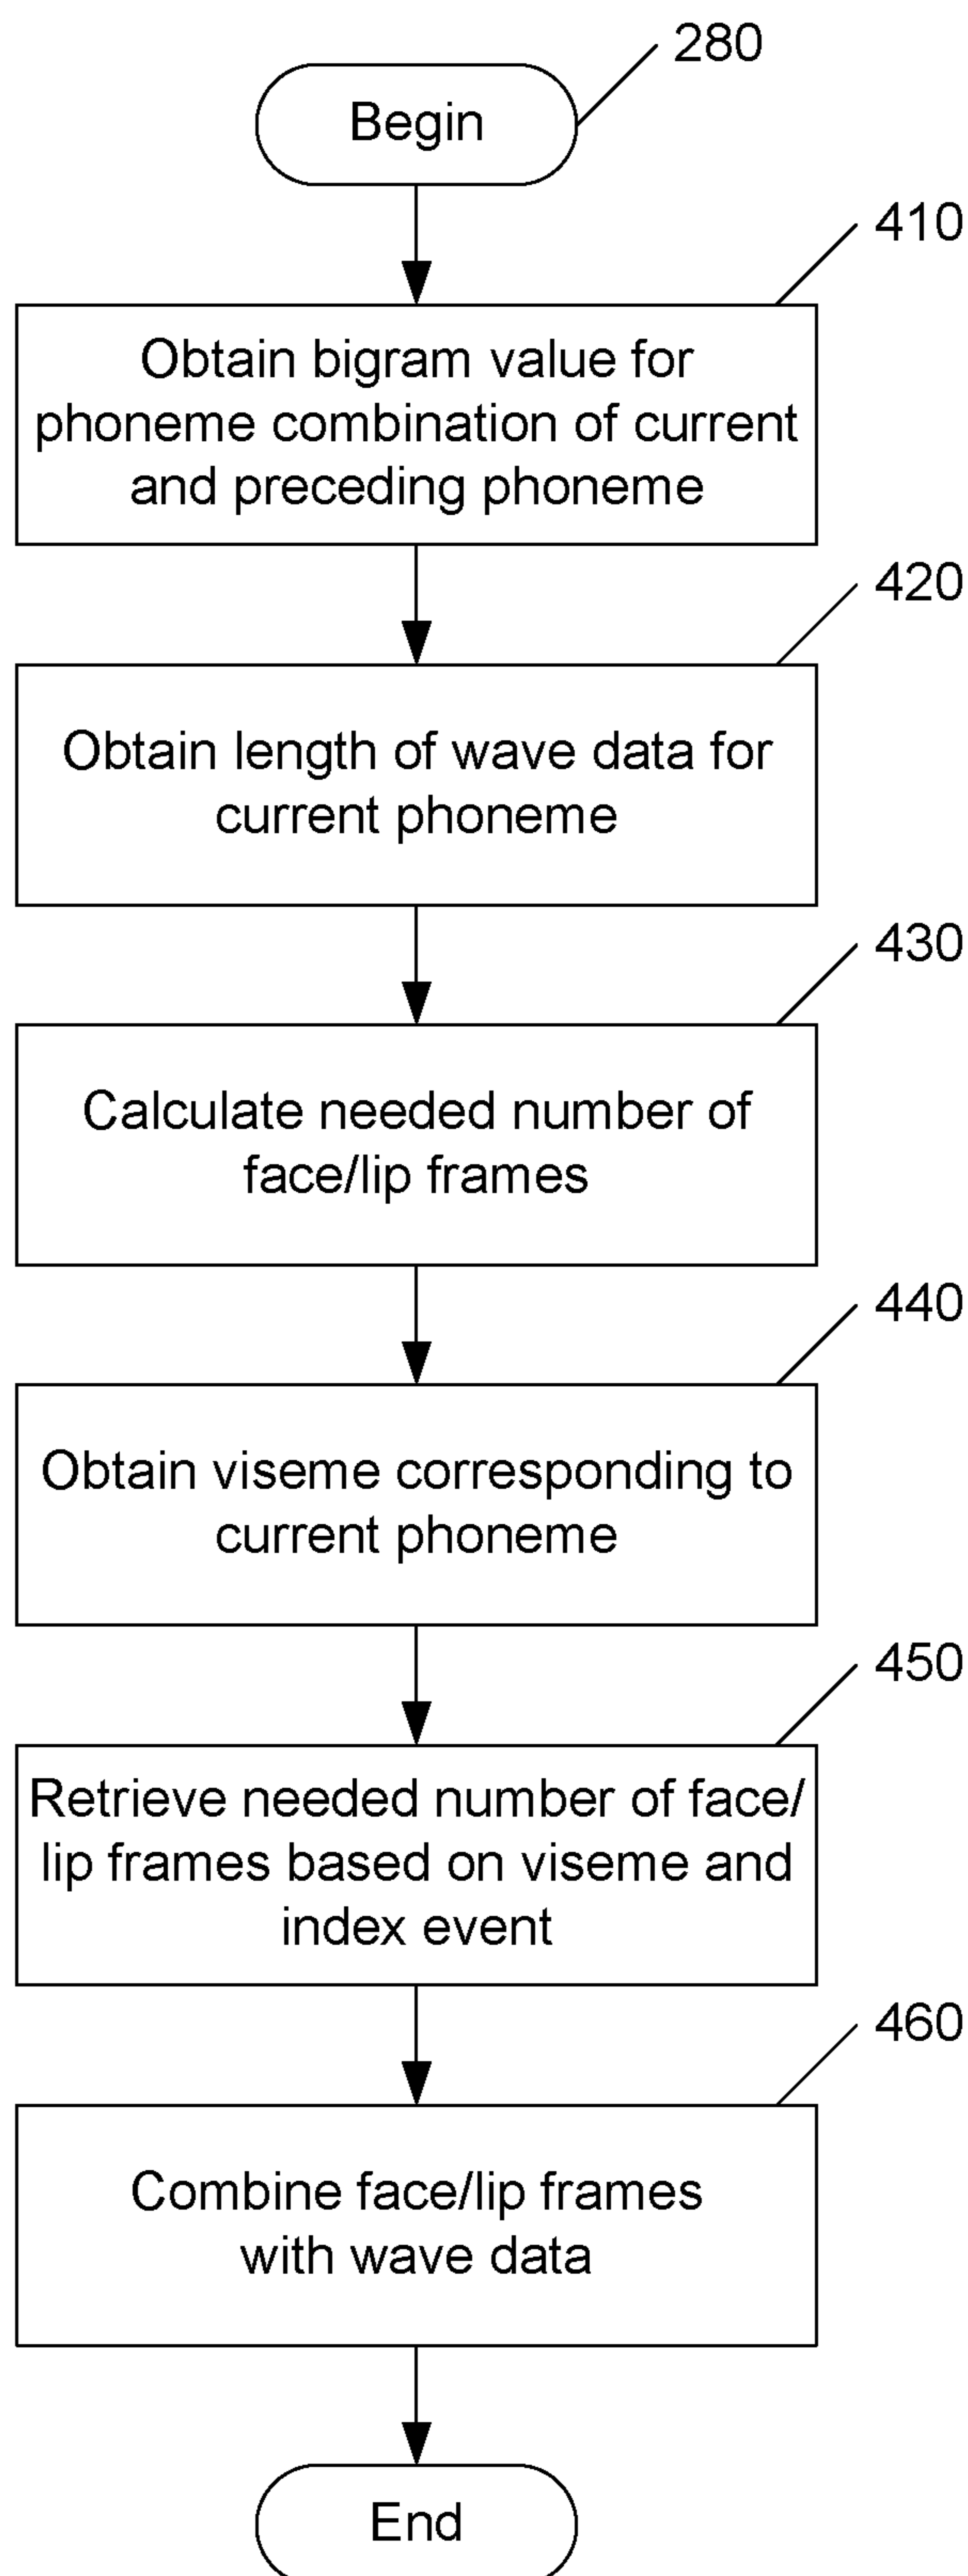 280
Begin
410
Obtain bigram value for
phoneme combination of current
and preceding phoneme
420
Obtain length of wave data for
current phoneme
430
Calculate needed number of
face/lip frames
440
Obtain viseme corresponding to
current phoneme
450
Retrieve needed number of face/
lip frames based on viseme and
index event
460
Combine face/lip frames
with wave data
End